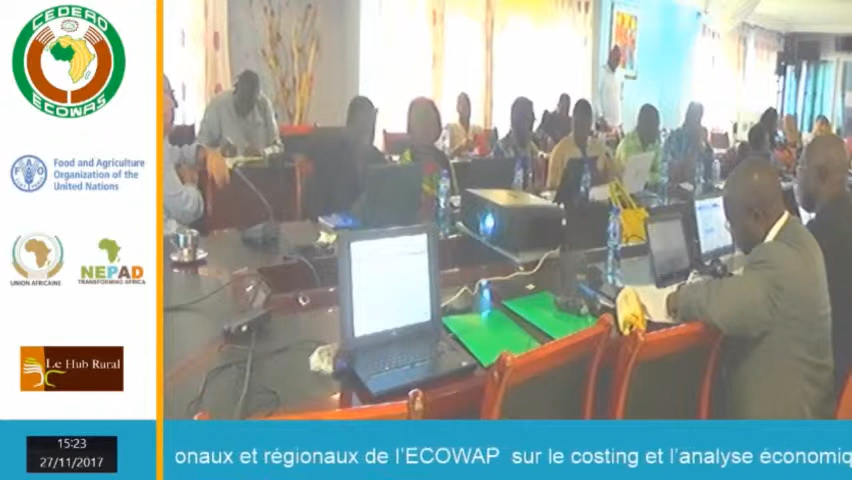 CEDEAO
ECOWAS
Food and Agriculture
Organization of the
United Nations
UNION AFRICAINE
NEPAD
TRANSFORMING AFRICA
Le Hub Rural
15:23
27/11/2017
onaux et régionaux de l'ECOWAP sur le costing et l'analyse économiq